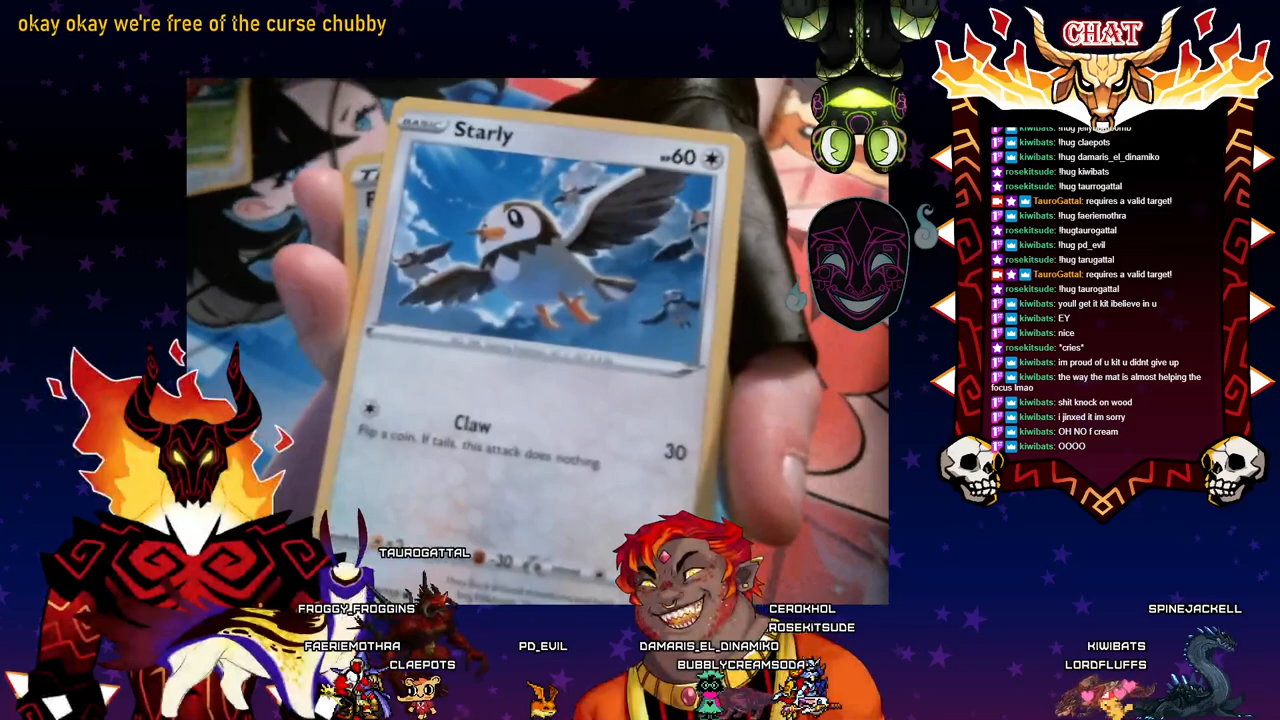 okay okay we're free of the curse chubby
CHAT
BASIC
Starly
HP60
Claw
30
Flip a coin. If tails, this attack does nothing.
-30
kiwibats: !hug claepots
kiwibats: !hug damaris_el_dinamiko
rosekitsude: !hug kiwibats
rosekitsude: !hug taurrogattal
TauroGattal: requires a valid target!
kiwibats: !hug faeriemothra
rosekitsude: !hugtaurogattal
kiwibats: !hug pd_evil
rosekitsude: !hug tarugattal
TauroGattal: requires a valid target!
rosekitsude: !hug taurogattal
kiwibats: youll get it kit ibelieve in u
kiwibats: EY
kiwibats: nice
rosekitsude: *cries*
kiwibats: im proud of u kit u didnt give up
kiwibats: the way the mat is almost helping the
focus lmao
kiwibats: shit knock on wood
kiwibats: i jinxed it im sorry
kiwibats: OH NO f cream
kiwibats: OOOO
TAUROGATTAL
FROGGY_FROGGINS
CEROKHOL
SPINEJACKELL
ROSEKITSUDE
FAERIEMOTHRA
PD_EVIL
DAMARIS_EL_DINAMIKO
KIWIBATS
CLAEPOTS
BUBBLYCREAMSODA
LORDFLUFFS